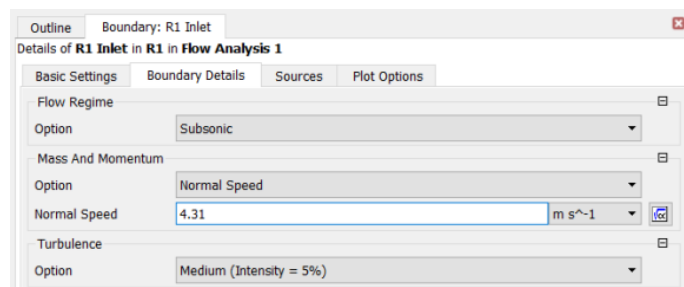 Outline Boundary: R1 Inlet
Details of R1 Inlet in R1 in Flow Analysis 1
Basic Settings Boundary Details Sources Plot Options
Flow Regime
Option Subsonic
Mass And Momentum
Option Normal Speed
Normal Speed 4.31 m s^-1
Turbulence
Option Medium (Intensity = 5%)